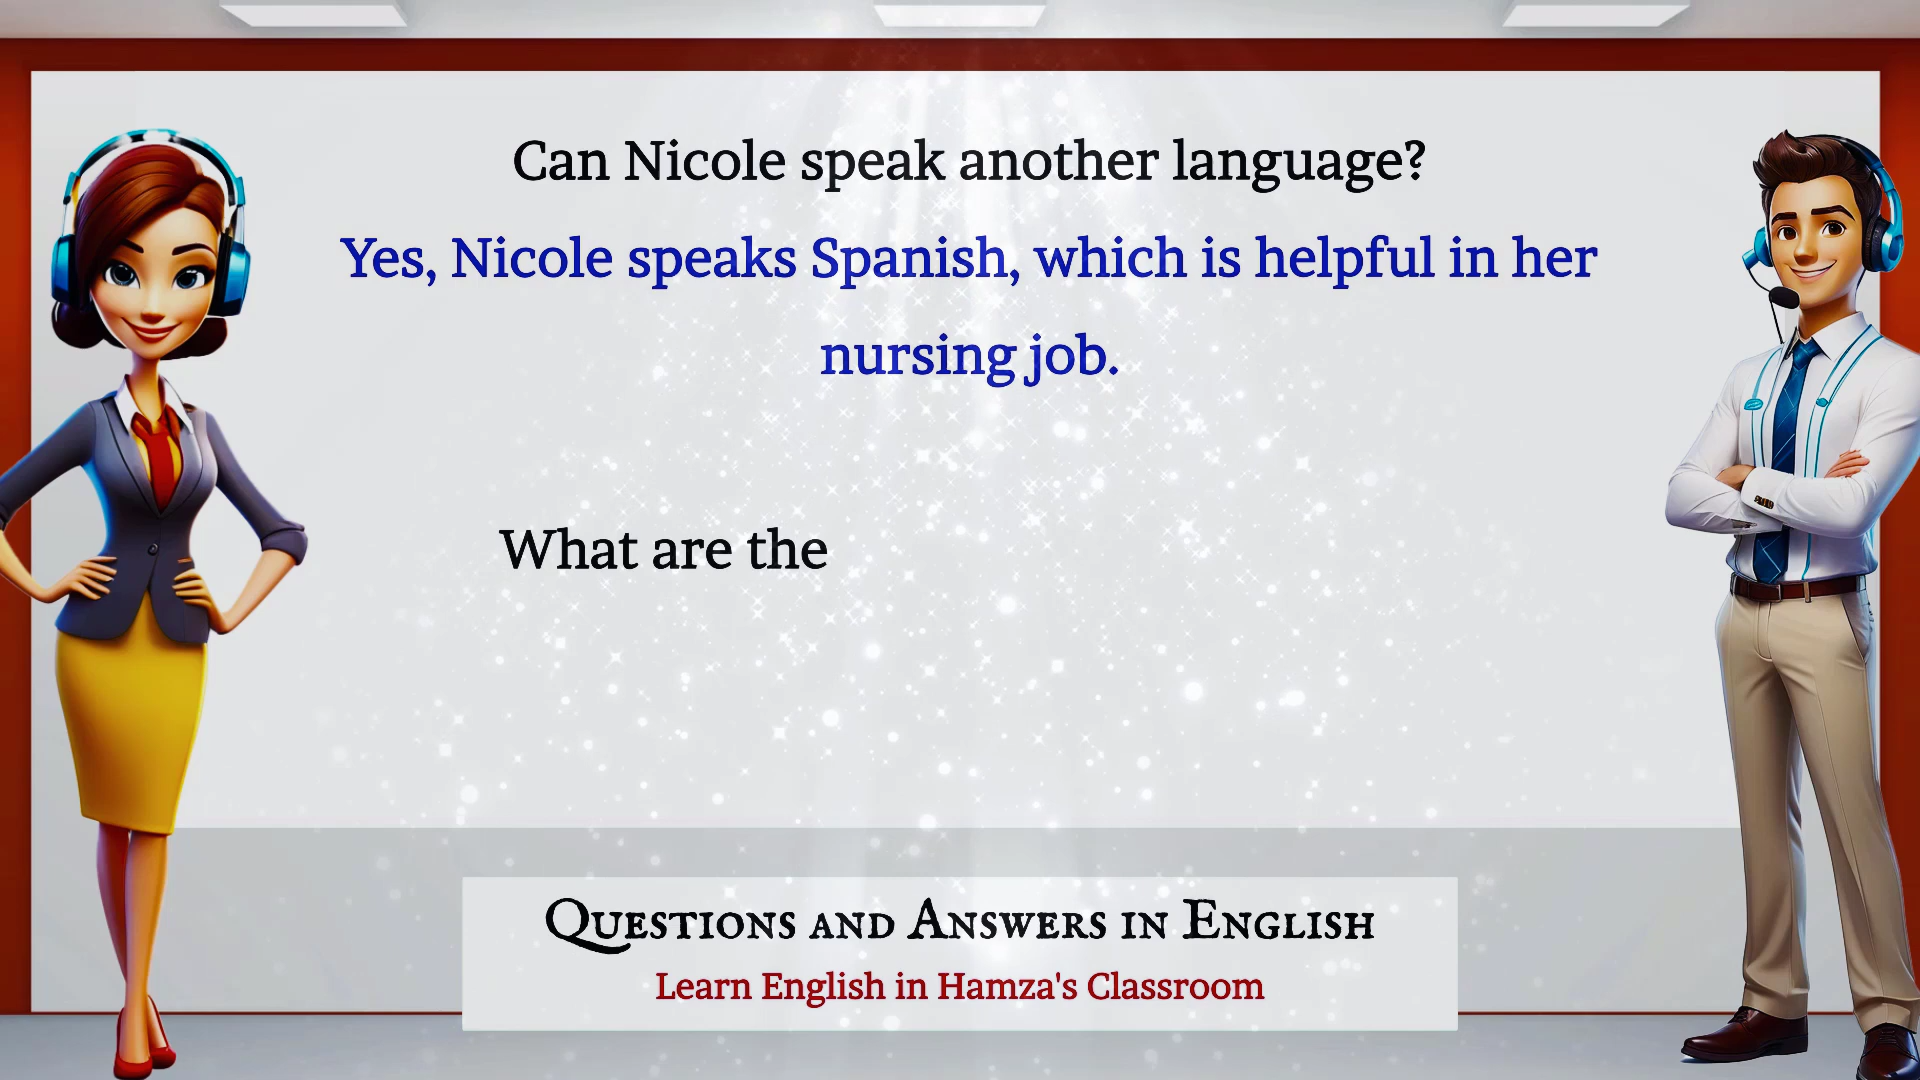 Can Nicole speak another language?
Yes, Nicole speaks Spanish, which is helpful in her
nursing job.
What are the
Questions and Answers in English
Learn English in Hamza's Classroom